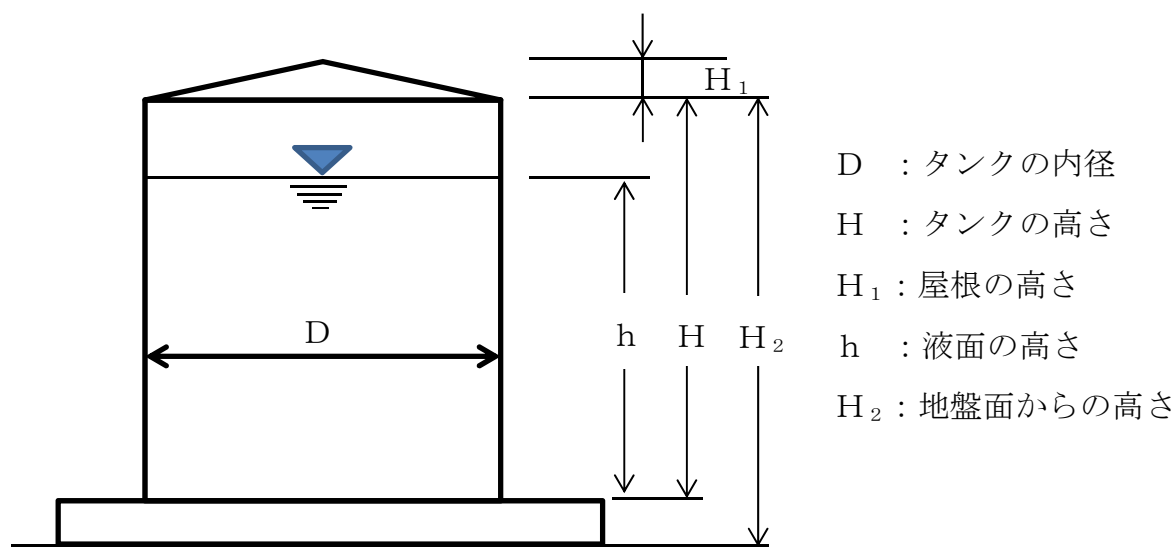 H₁
D
h
H
H₂
D :タンクの内径
H :タンクの高さ
H₁:屋根の高さ
h :液面の高さ
H₂:地盤面からの高さ